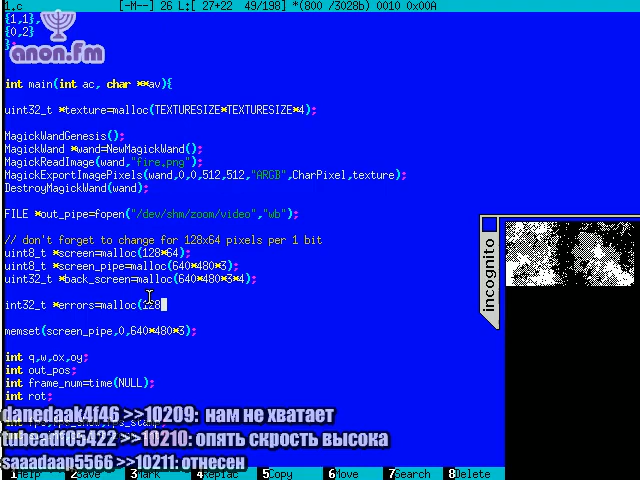 1.c [-M--] 26 L:[ 27+22 49/198] *(800 /3028b) 0010 0x00A
{1,1},
{0,2}
};
anon.fm
int main(int ac, char **av){
uint32_t *texture=malloc(TEXTURESIZE*TEXTURESIZE*4);
MagickWandGenesis();
MagickWand *wand=NewMagickWand();
MagickReadImage(wand,"fire.png");
MagickExportImagePixels(wand,0,0,512,512,"ARGB",CharPixel,texture);
DestroyMagickWand(wand);
FILE *out_pipe=fopen("/dev/shm/zoom/video","wb");
// don't forget to change for 128x64 pixels per 1 bit
uint8_t *screen=malloc(128*64);
uint8_t *screen_pipe=malloc(640*480*3);
uint32_t *back_screen=malloc(640*480*3*4);
incognito
int32_t *errors=malloc(128
memset(screen_pipe,0,640*480*3);
int q,w,ox,oy;
int out_pos;
int frame_num=time(NULL);
int rot;
danedaak4f46 >>10209: нам не хватает
tubeadf05422 >>10210: опять скрость высока
saaadaap5566 >>10211: отнесен
1Help 2Save 3Mark 4Replac 5Copy 6Move 7Search 8Delete